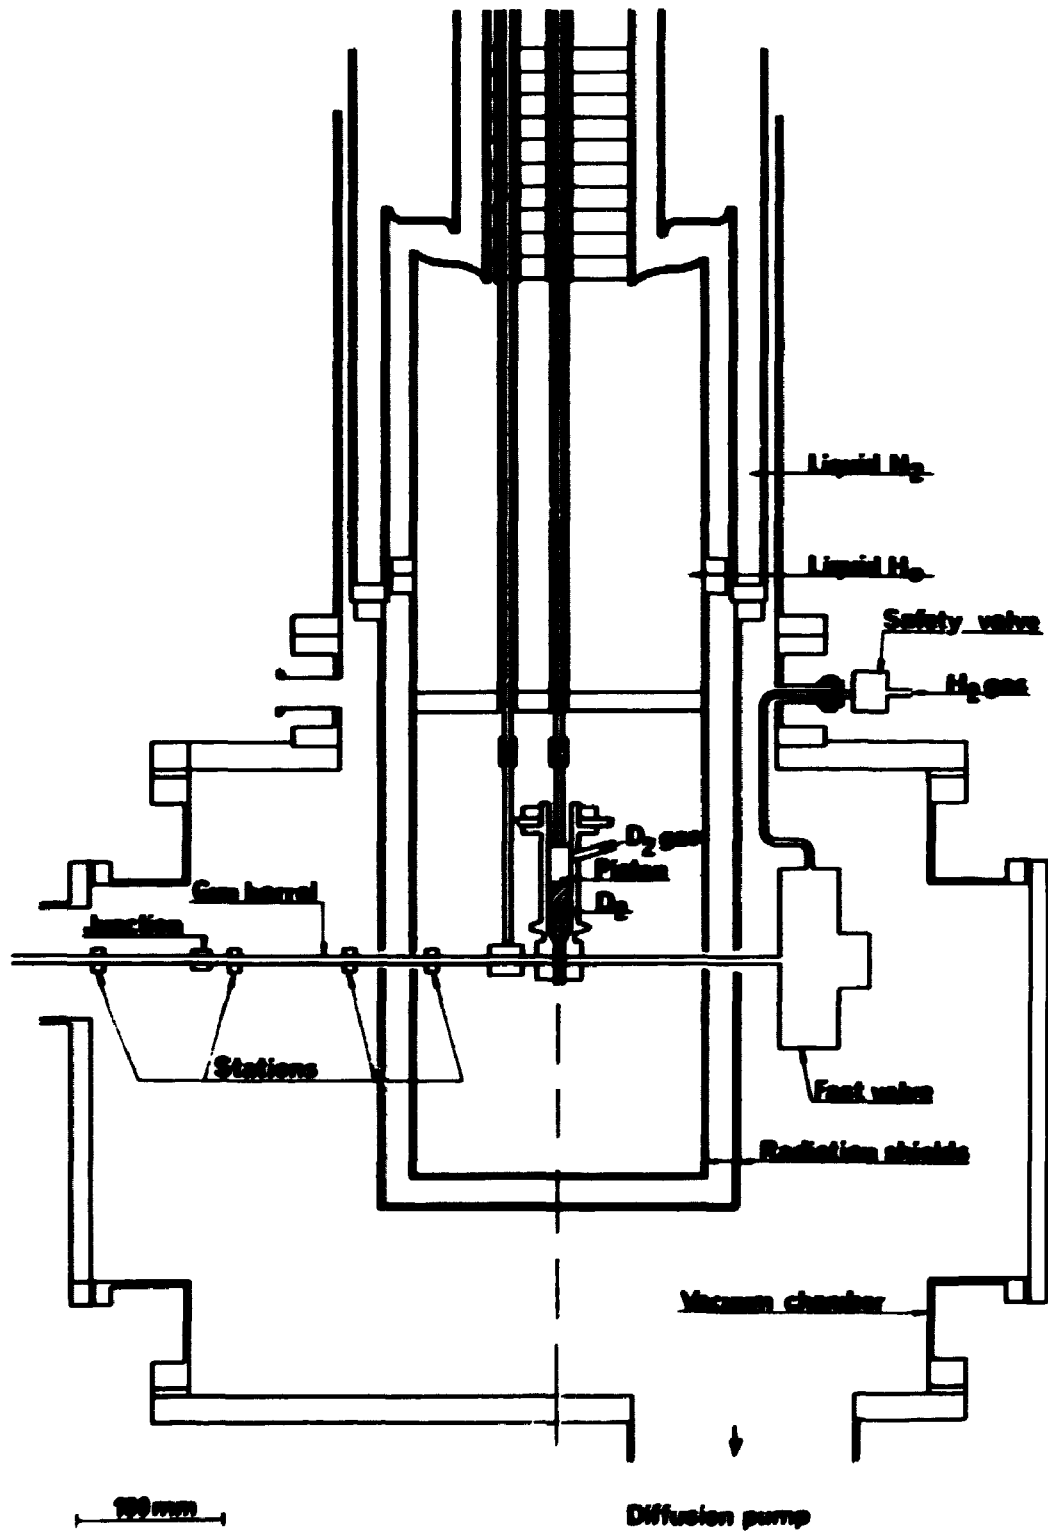 Liquid N2
Liquid He
Safety valve
H2 gas
D2 gas
Piston
D2
Gun barrel
Junction
Stations
Fast valve
Radiation shields
Vacuum chamber
100 mm
Diffusion pump